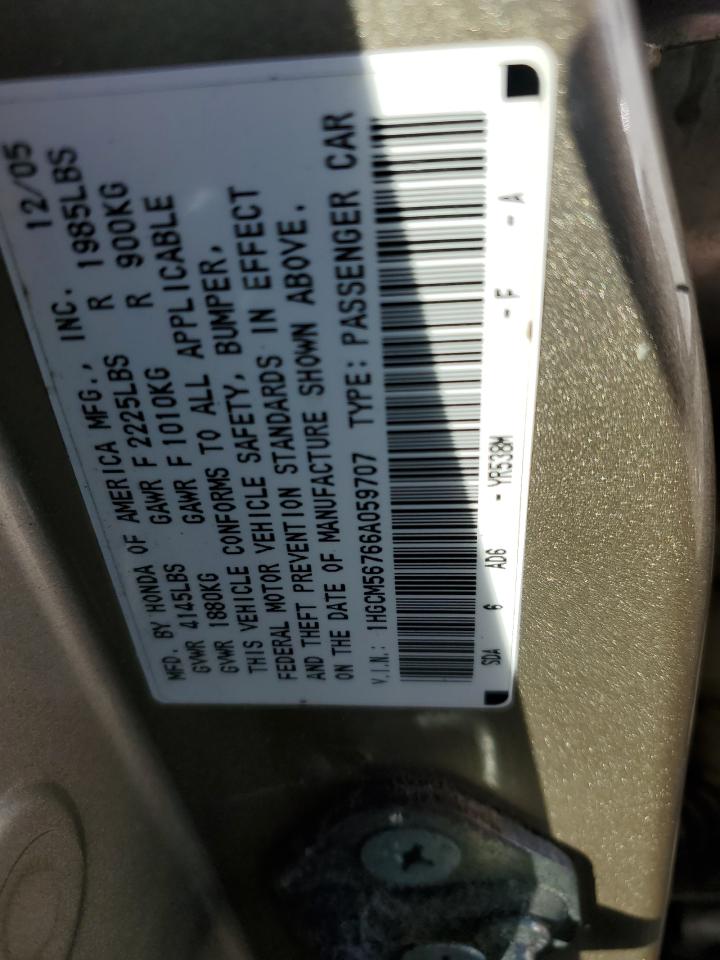 MFD. BY HONDA OF AMERICA MFG., INC. 12/05
GVWR 4145LBS GAWR F 2225LBS R 1985LBS
GVWR 1880KG GAWR F 1010KG R 900KG
THIS VEHICLE CONFORMS TO ALL APPLICABLE
FEDERAL MOTOR VEHICLE SAFETY, BUMPER,
AND THEFT PREVENTION STANDARDS IN EFFECT
ON THE DATE OF MANUFACTURE SHOWN ABOVE.
V.I.N.: 1HGCM56766A059707 TYPE: PASSENGER CAR
SDA 6 AD6 - YR538M - F - A